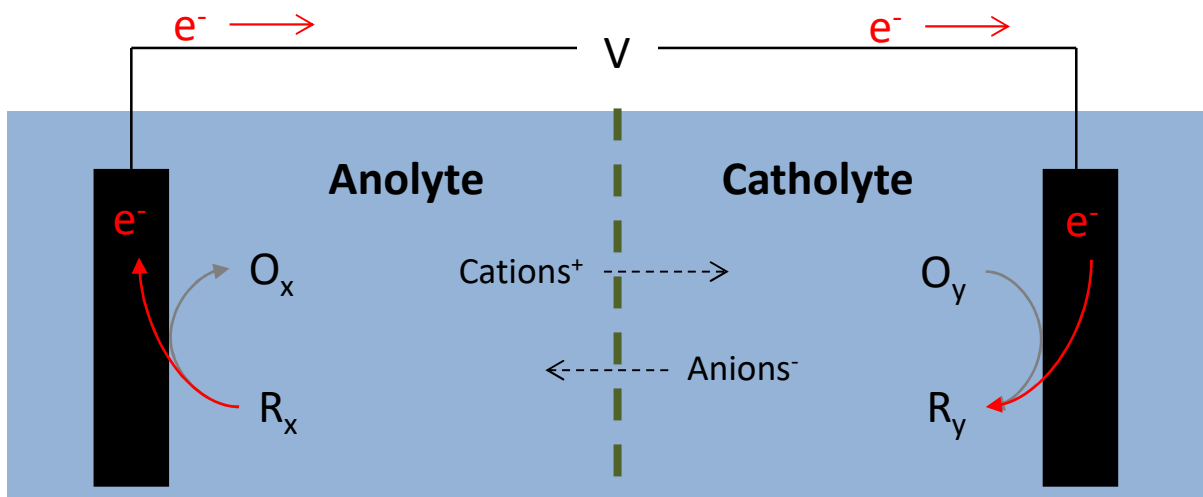 e⁻ e⁻
V
Anolyte Catholyte
e⁻ e⁻
Oₓ Cations⁺ O_y
Anions⁻
Rₓ R_y